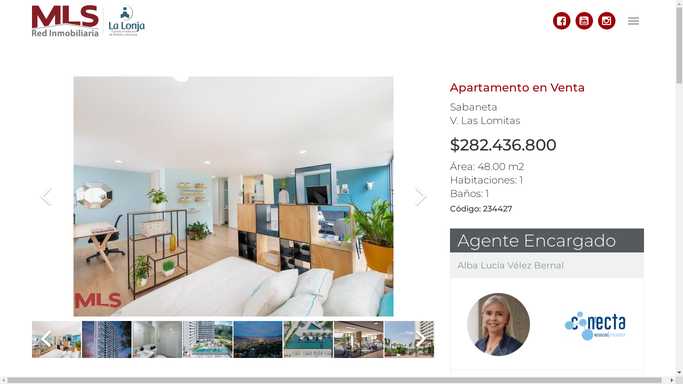 MLS
Red Inmobiliaria
La Lonja
Apartamento en Venta
Sabaneta
V. Las Lomitas
$282.436.800
Área: 48.00 m2
Habitaciones: 1
Baños: 1
Código: 234427
Agente Encargado
Alba Lucia Vélez Bernal
MLS
conecta